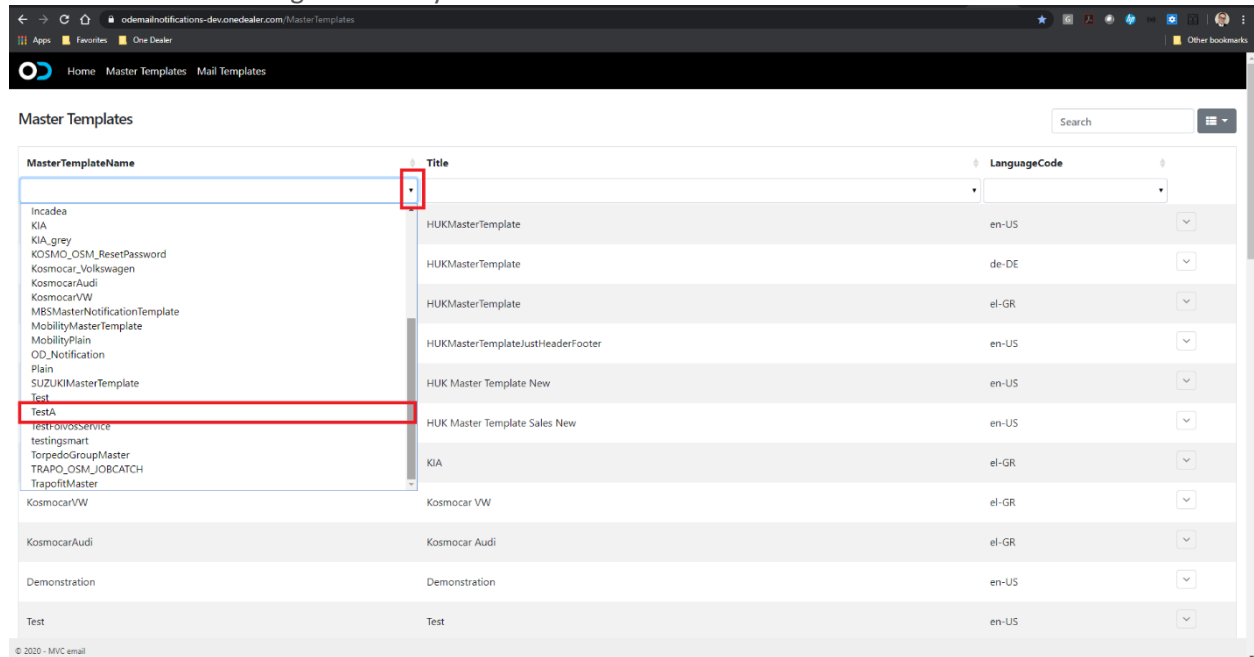 odemailnotifications-dev.onedealer.com/MasterTemplates
Apps Favorites One Dealer Other bookmarks
OD Home Master Templates Mail Templates
Master Templates Search
MasterTemplateName Title LanguageCode
Incadea
KIA
KIA_grey
KOSMO_OSM_ResetPassword
Kosmocar_Volkswagen
KosmocarAudi
KosmocarVW
MBSMasterNotificationTemplate
MobilityMasterTemplate
MobilityPlain
OD_Notification
Plain
SUZUKIMasterTemplate
Test
TestA
TestFoivosService
testingsmart
TorpedoGroupMaster
TRAPO_OSM_JOBCATCH
TrapofitMaster
HUKMasterTemplate en-US
HUKMasterTemplate de-DE
HUKMasterTemplate el-GR
HUKMasterTemplateJustHeaderFooter en-US
HUK Master Template New en-US
HUK Master Template Sales New en-US
KIA el-GR
KosmocarVW Kosmocar VW el-GR
KosmocarAudi Kosmocar Audi el-GR
Demonstration Demonstration en-US
Test Test en-US
© 2020 - MVC email